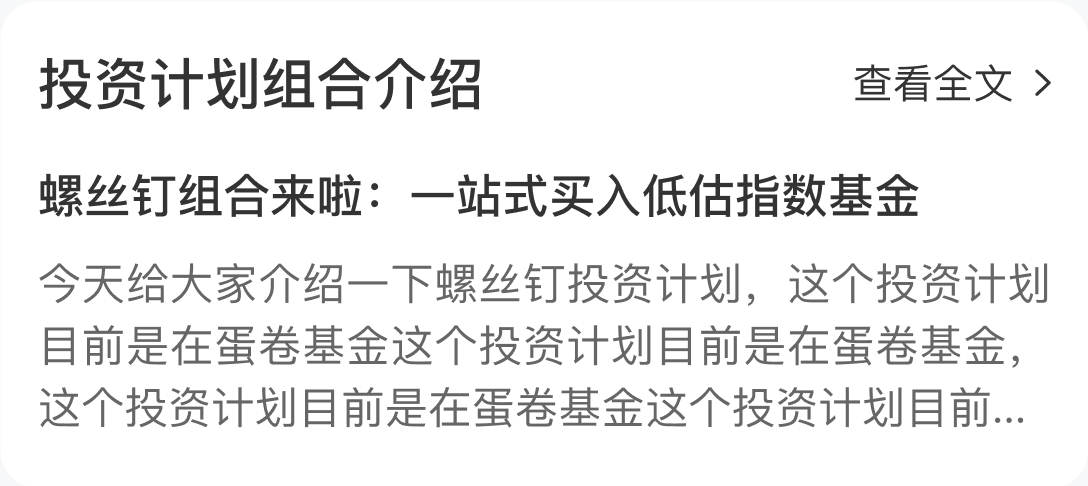 投资计划组合介绍
查看全文
螺丝钉组合来啦：一站式买入低估指数基金
今天给大家介绍一下螺丝钉投资计划，这个投资计划
目前是在蛋卷基金这个投资计划目前是在蛋卷基金，
这个投资计划目前是在蛋卷基金这个投资计划目前...